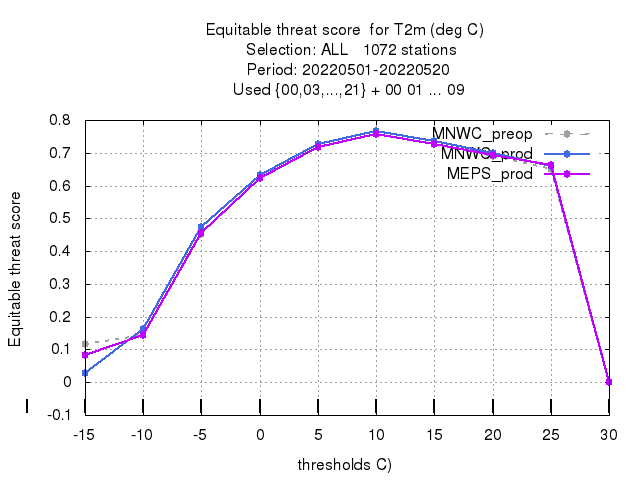 Equitable threat score  for T2m (deg C)
Selection: ALL   1072 stations
Period: 20220501-20220520
Used {00,03,...,21} + 00 01 ... 09
MNWC_preop
MNWC_prod
MEPS_prod
Equitable threat score
0.8
0.7
0.6
0.5
0.4
0.3
0.2
0.1
0
-0.1
-15 -10 -5 0 5 10 15 20 25 30
thresholds C)